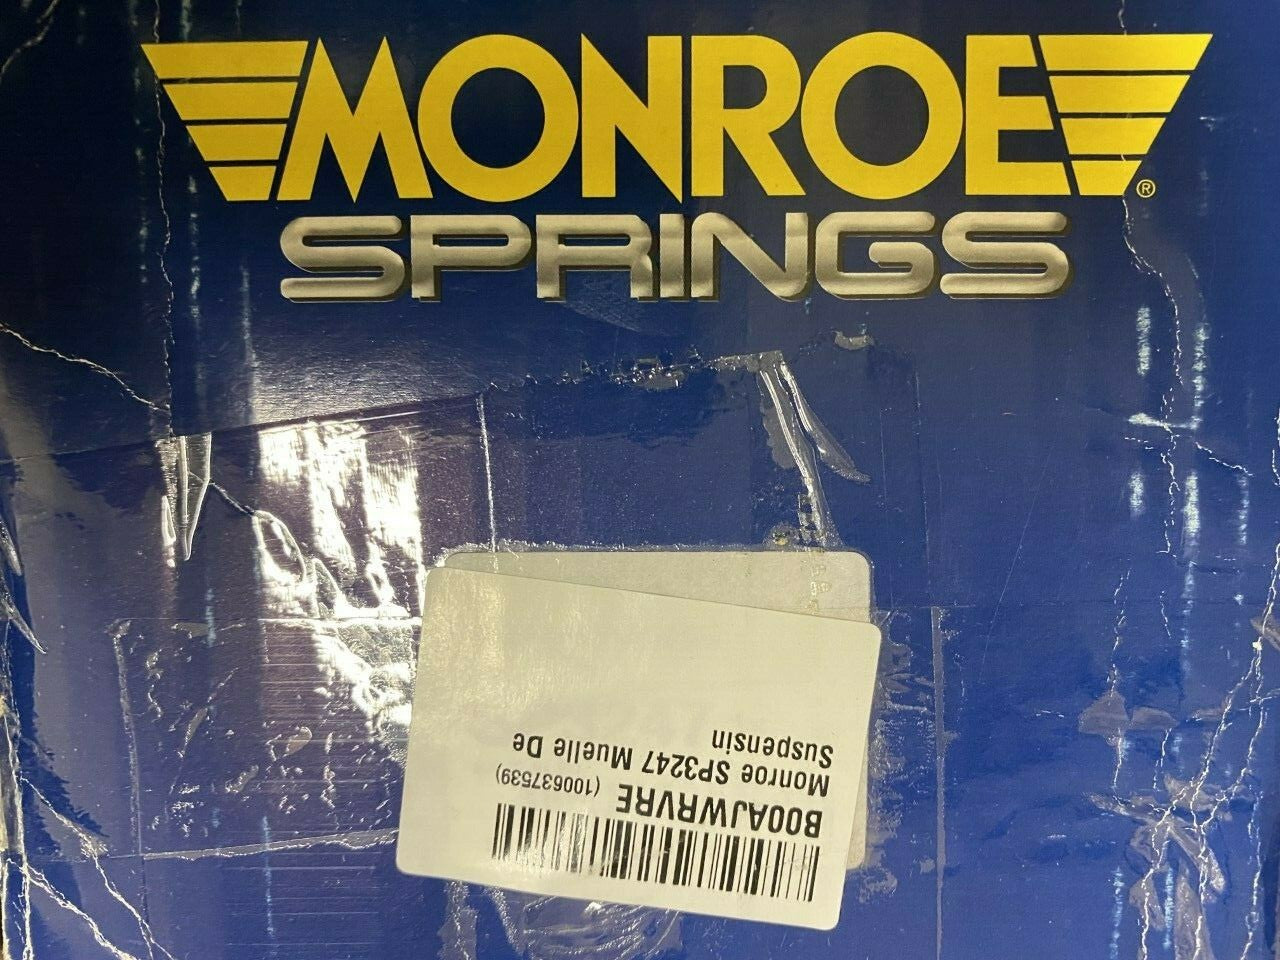 MONROE®
SPRINGS
B00AJWRVRE (100637539)
Monroe SP3247 Muelle De
Suspensin